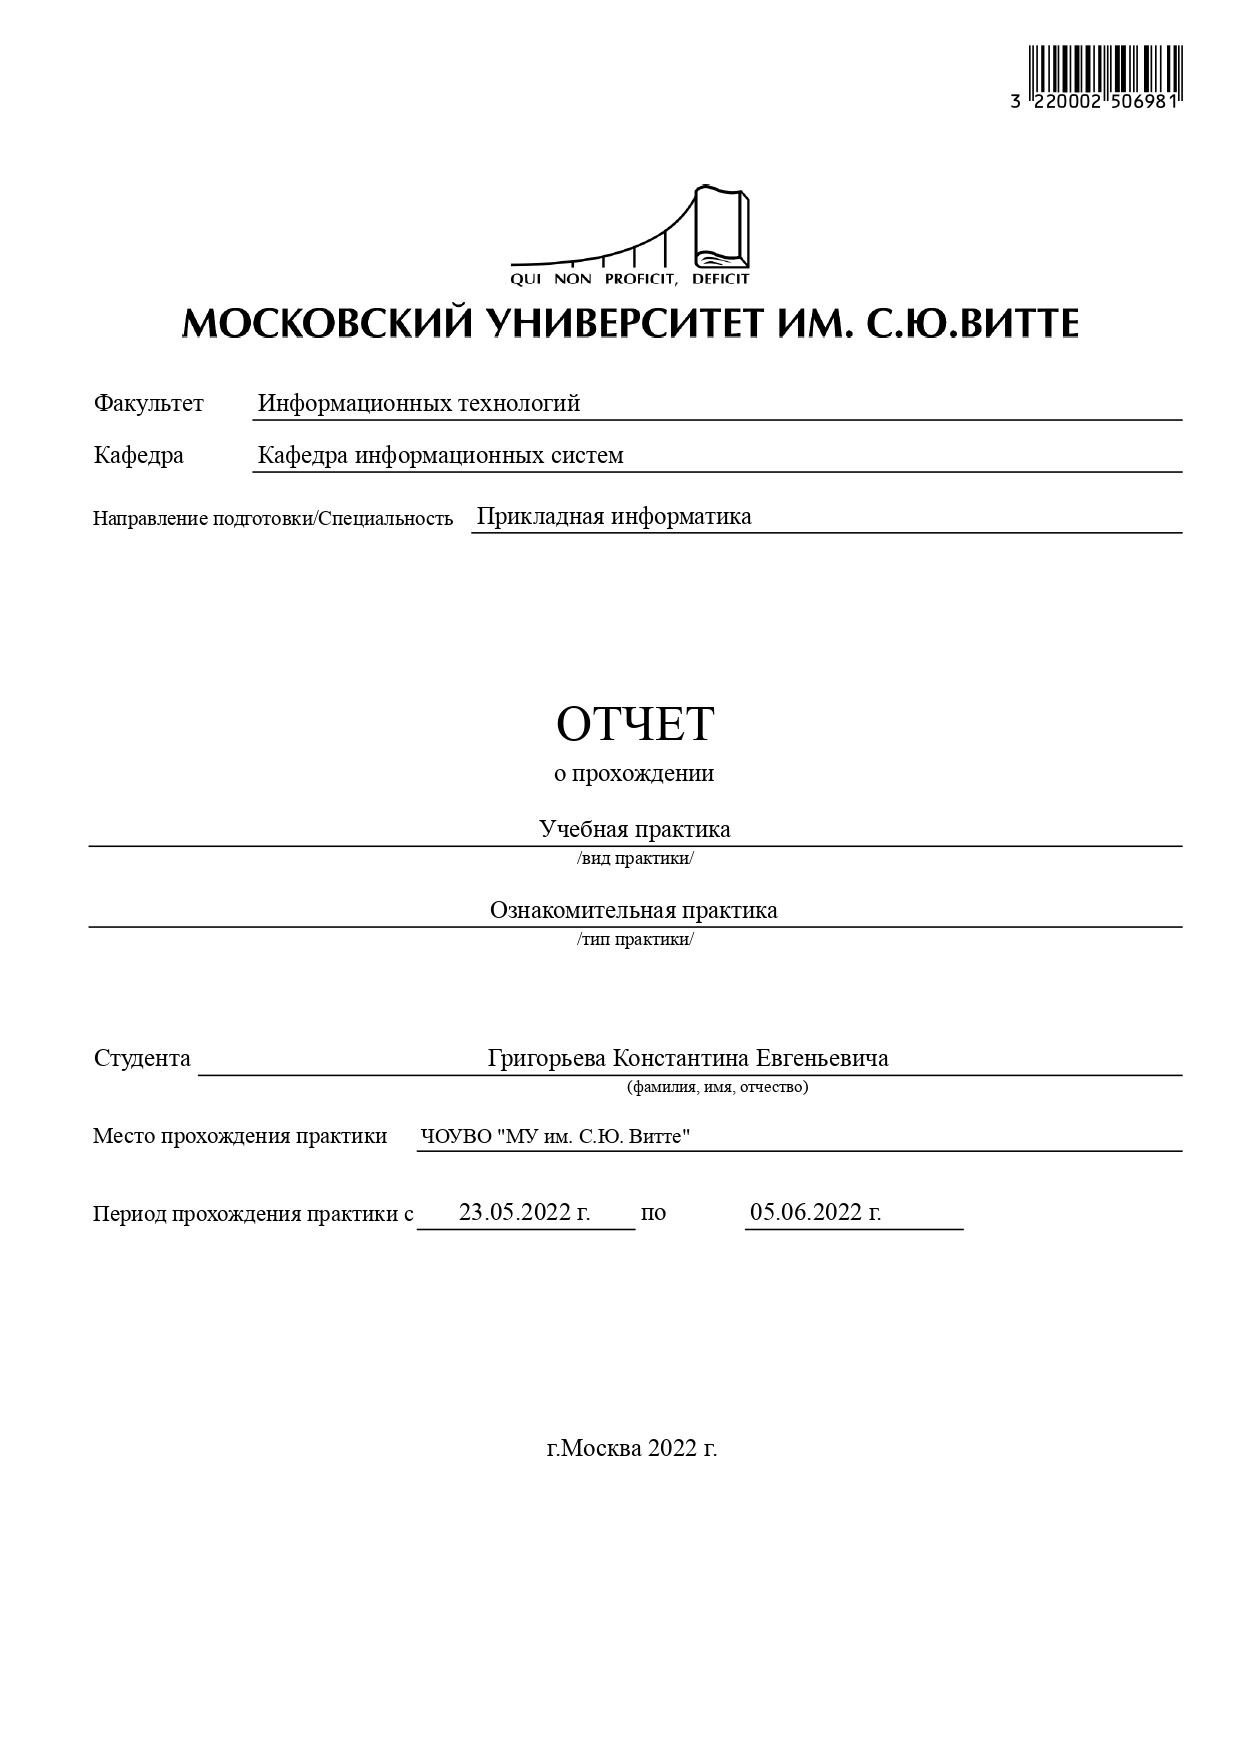 3 220002 506981
QUI NON PROFICIT, DEFICIT
МОСКОВСКИЙ УНИВЕРСИТЕТ ИМ. С.Ю.ВИТТЕ
Факультет Информационных технологий
Кафедра Кафедра информационных систем
Направление подготовки/Специальность Прикладная информатика
ОТЧЕТ
о прохождении
Учебная практика
/вид практики/
Ознакомительная практика
/тип практики/
Студента Григорьева Константина Евгеньевича
(фамилия, имя, отчество)
Место прохождения практики ЧОУВО "МУ им. С.Ю. Витте"
Период прохождения практики с 23.05.2022 г. по 05.06.2022 г.
г.Москва 2022 г.